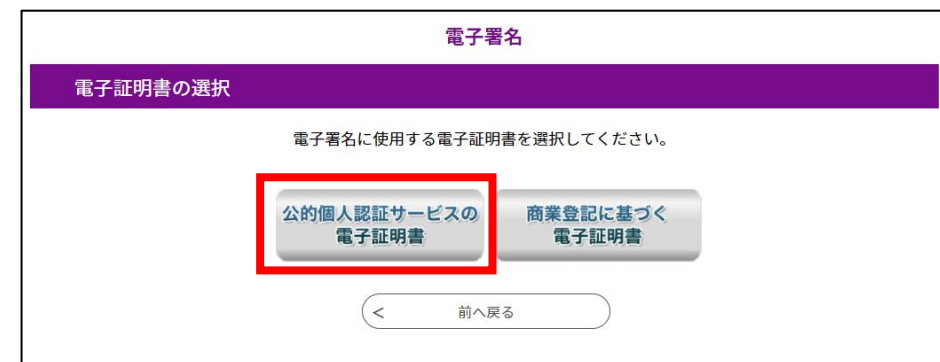 電子署名
電子証明書の選択
電子署名に使用する電子証明書を選択してください。
公的個人認証サービスの
電子証明書
商業登記に基づく
電子証明書
< 前へ戻る